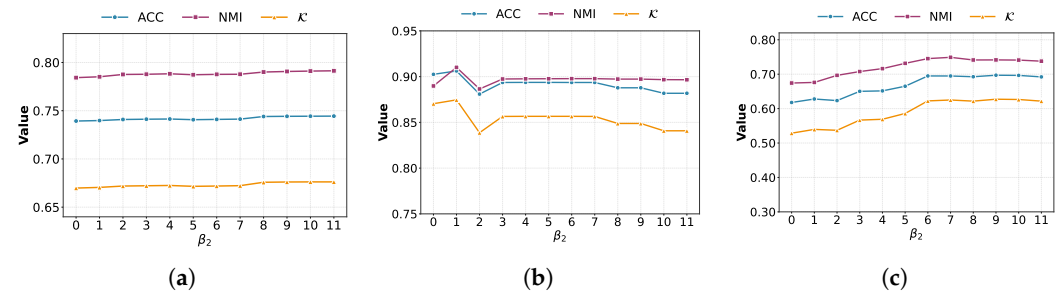 ACC NMI 𝒦
0.80
0.75
0.70
0.65
Value
0 1 2 3 4 5 6 7 8 9 10 11
β₂
(a)
ACC NMI 𝒦
0.95
0.90
0.85
0.80
0.75
Value
0 1 2 3 4 5 6 7 8 9 10 11
β₂
(b)
ACC NMI 𝒦
0.80
0.70
0.60
0.50
0.40
0.30
Value
0 1 2 3 4 5 6 7 8 9 10 11
β₂
(c)